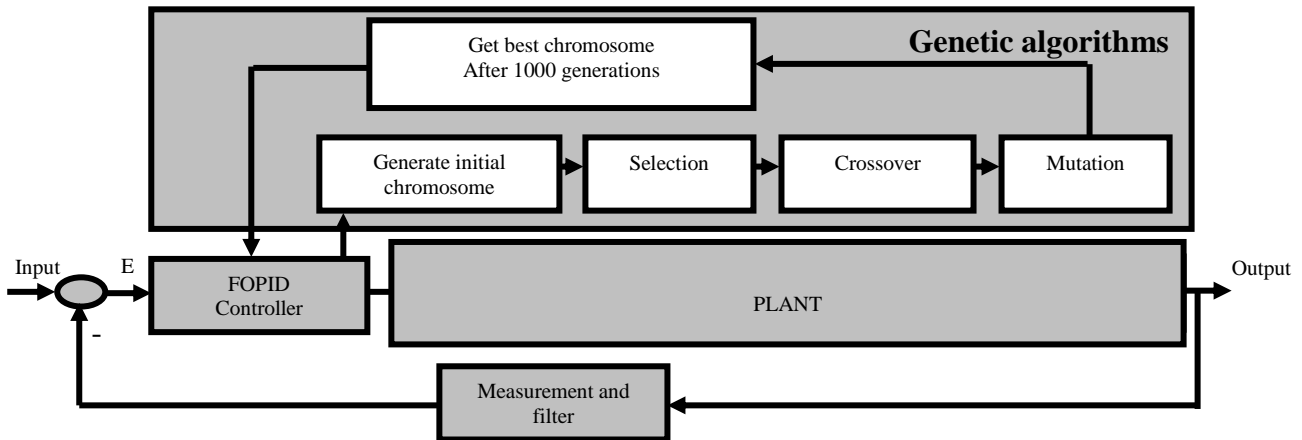 Genetic algorithms
Get best chromosome
After 1000 generations
Generate initial
chromosome
Selection
Crossover
Mutation
Input
E
FOPID
Controller
PLANT
Output
-
Measurement and
filter